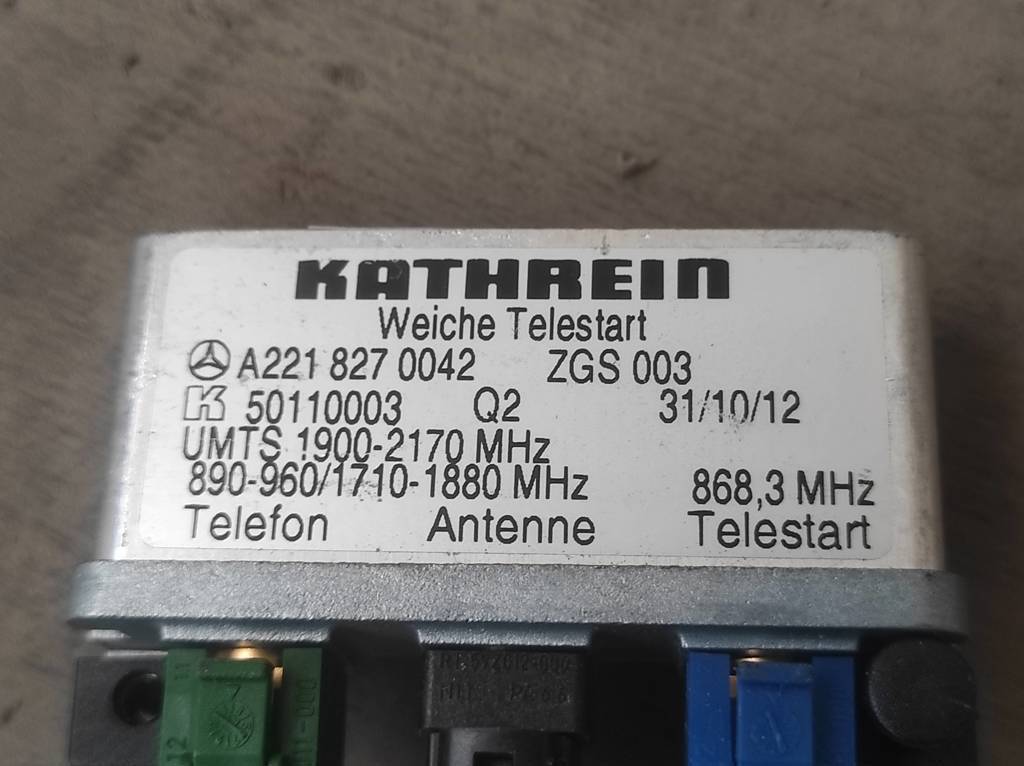 KATHREIN
Weiche Telestart
A221 827 0042 ZGS 003
K 50110003 Q2 31/10/12
UMTS 1900-2170 MHz
890-960/1710-1880 MHz 868,3 MHz
Telefon Antenne Telestart